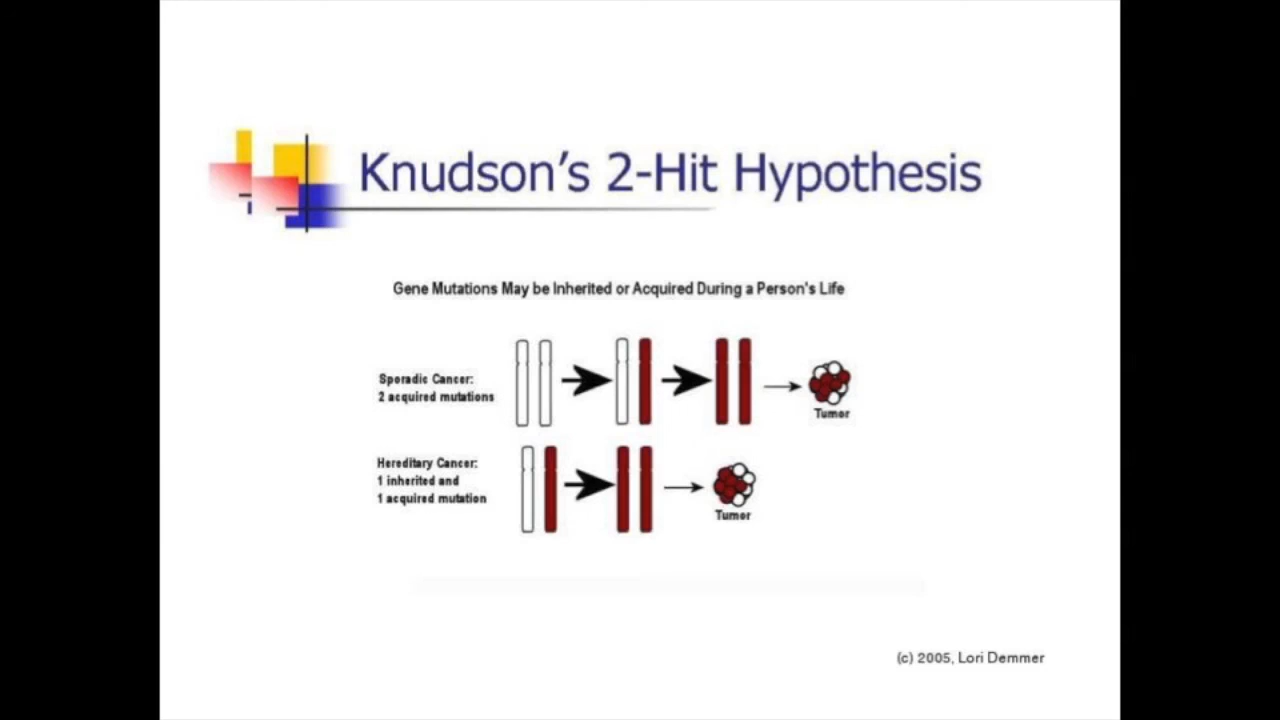 Knudson's 2-Hit Hypothesis
Gene Mutations May be Inherited or Acquired During a Person's Life
Sporadic Cancer:
2 acquired mutations
Tumor
Hereditary Cancer:
1 inherited and
1 acquired mutation
Tumor
(c) 2005, Lori Demmer